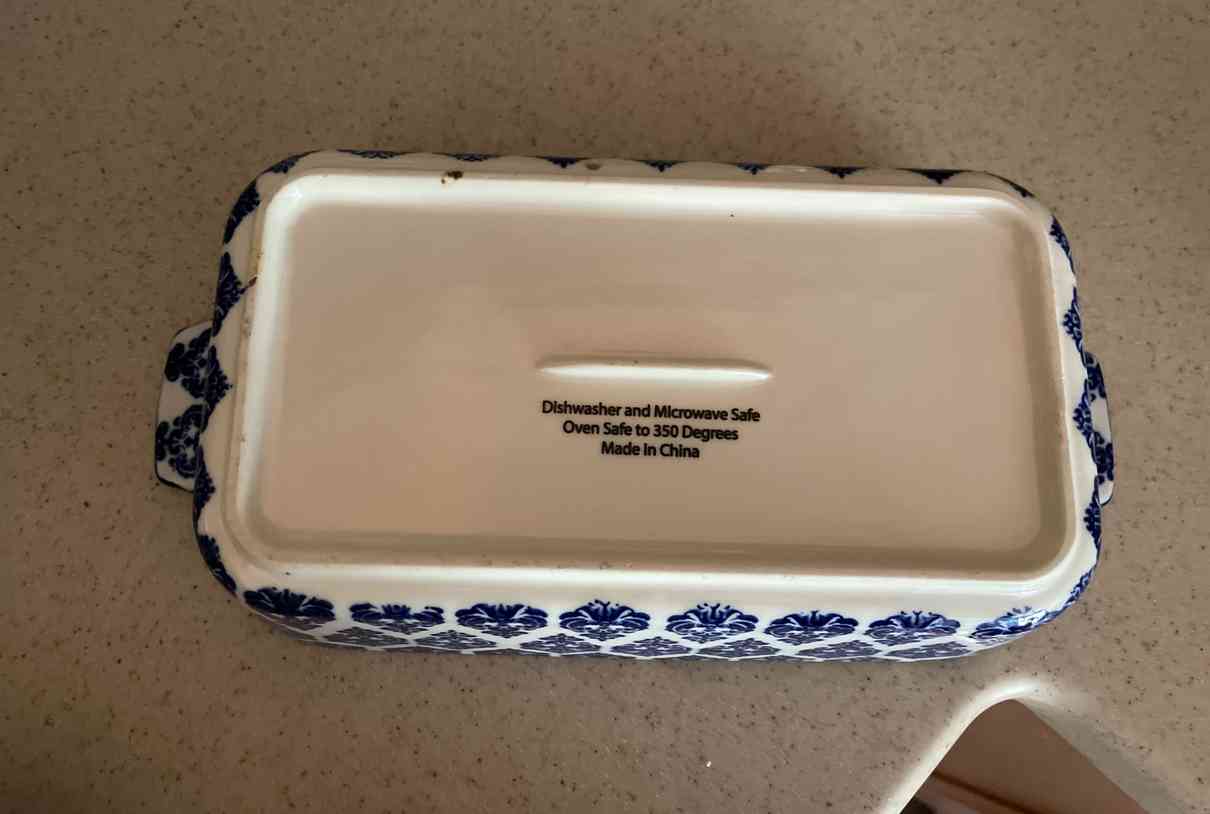 Dishwasher and Microwave Safe
Oven Safe to 350 Degrees
Made in China